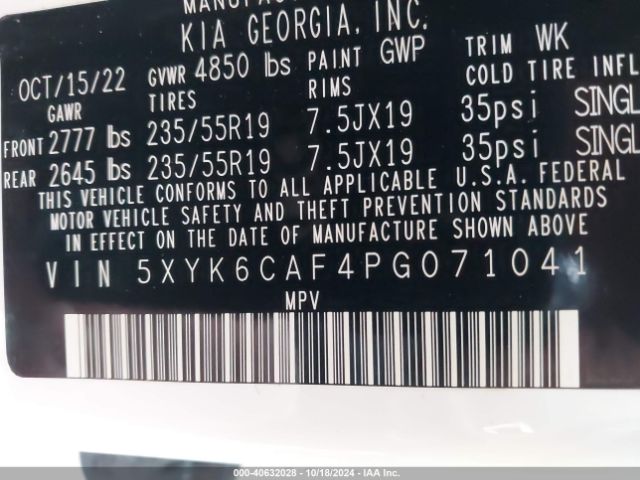 MANUFAC
KIA GEORGIA, INC.
OCT/15/22 GVWR 4850 lbs PAINT GWP TRIM WK
GAWR TIRES RIMS COLD TIRE INFL
FRONT 2777 lbs 235/55R19 7.5JX19 35psi SINGL
REAR 2645 lbs 235/55R19 7.5JX19 35psi SINGL
THIS VEHICLE CONFORMS TO ALL APPLICABLE U.S.A. FEDERAL
MOTOR VEHICLE SAFETY AND THEFT PREVENTION STANDARDS
IN EFFECT ON THE DATE OF MANUFACTURE SHOWN ABOVE
VIN 5XYK6CAF4PG071041
MPV
000-40632028 - 10/18/2024 - IAA Inc.